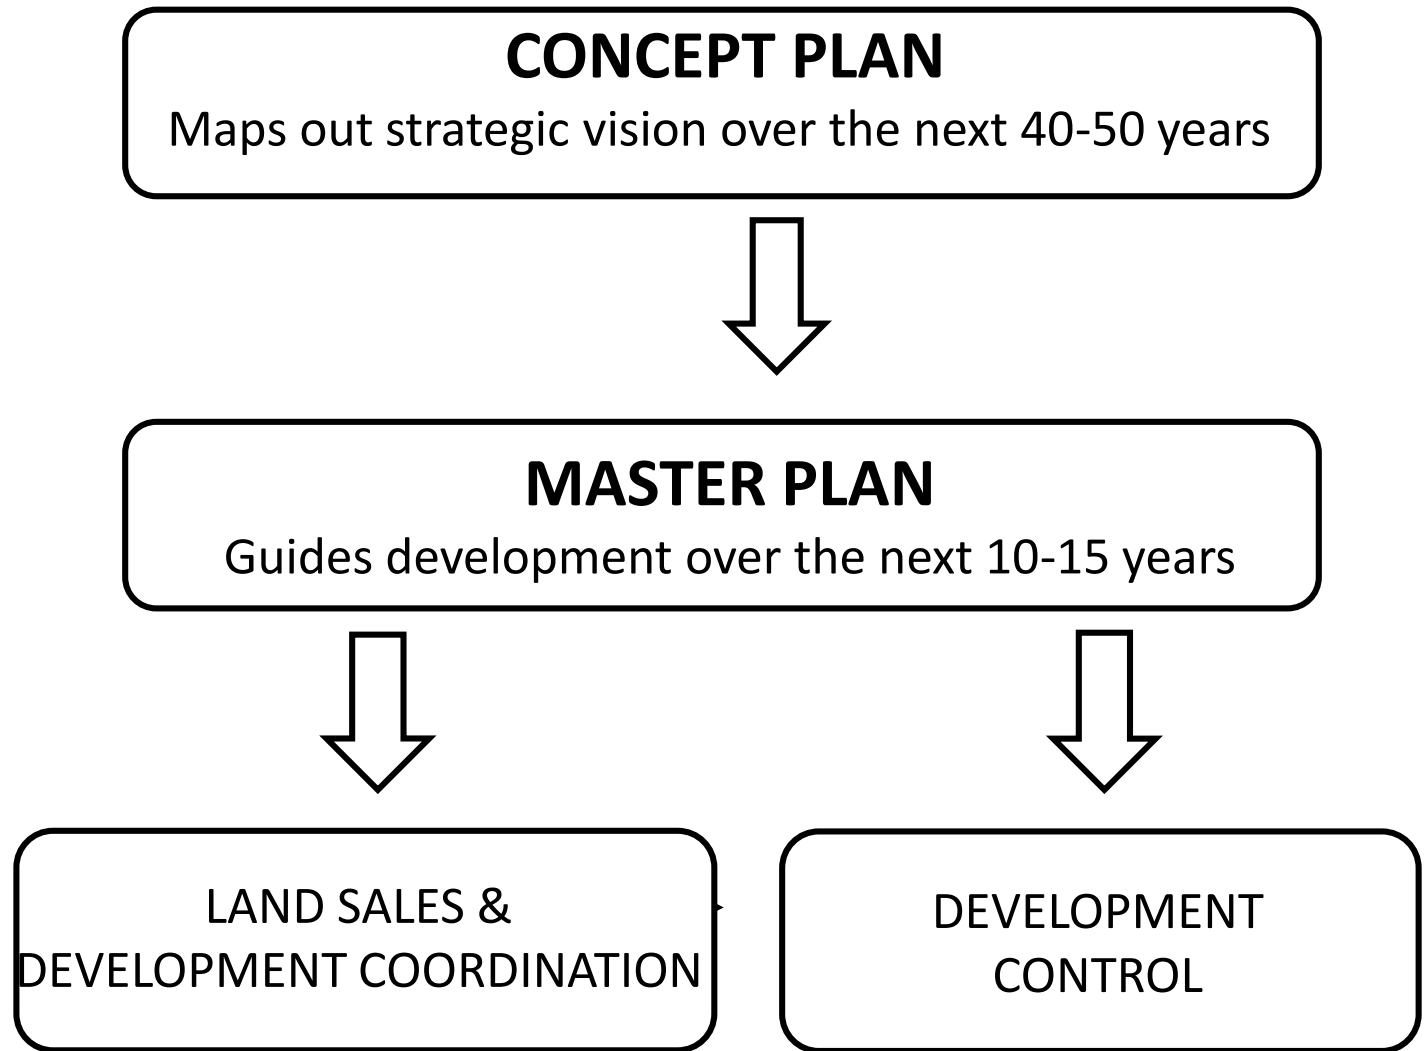 CONCEPT PLAN
Maps out strategic vision over the next 40-50 years
MASTER PLAN
Guides development over the next 10-15 years
LAND SALES &
DEVELOPMENT COORDINATION
DEVELOPMENT
CONTROL